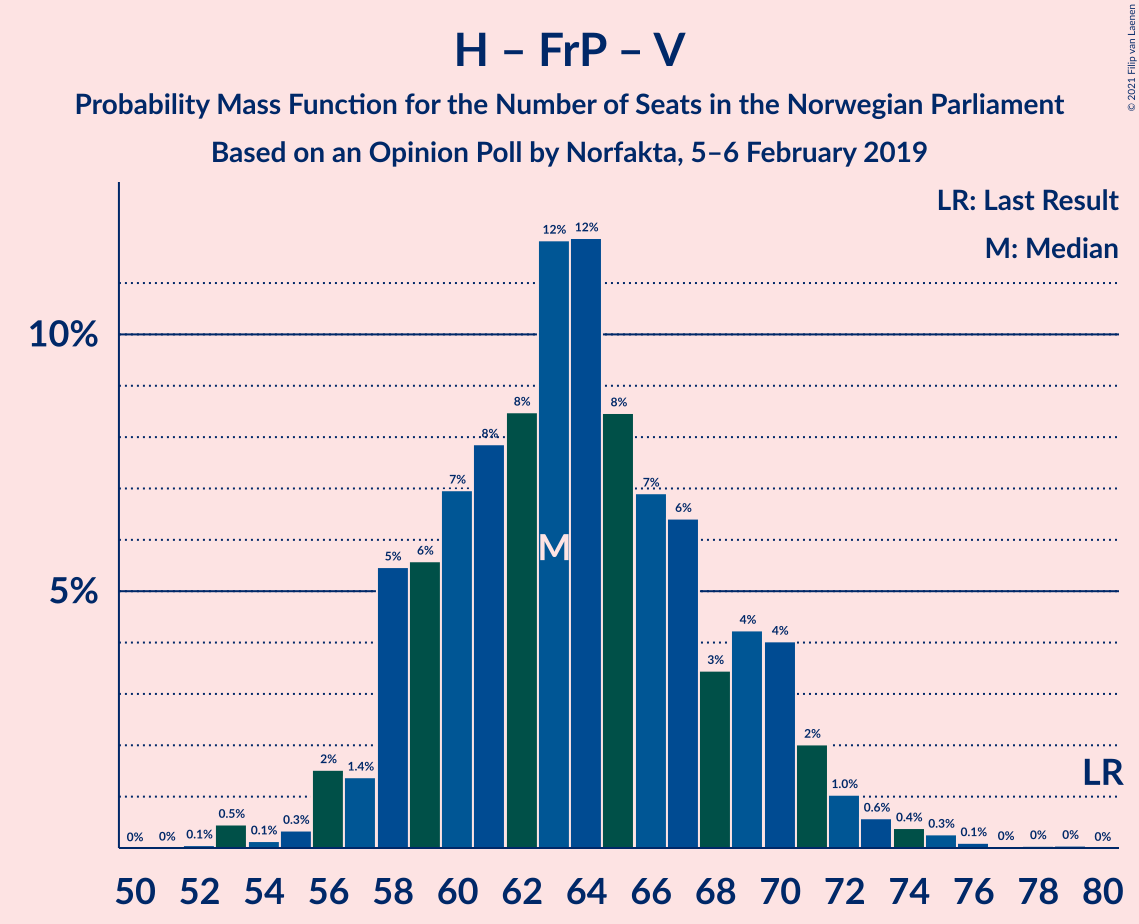 H – FrP – V
Probability Mass Function for the Number of Seats in the Norwegian Parliament
Based on an Opinion Poll by Norfakta, 5–6 February 2019
© 2021 Filip van Laenen
LR: Last Result
M: Median
10%
5%
0% 0% 0.1% 0.5% 0.1% 0.3% 2% 1.4% 5% 6% 7% 8% 8% 12% 12% 8% 7% 6% 3% 4% 4% 2% 1.0% 0.6% 0.4% 0.3% 0.1% 0% 0% 0% 0%
M
LR
50 52 54 56 58 60 62 64 66 68 70 72 74 76 78 80